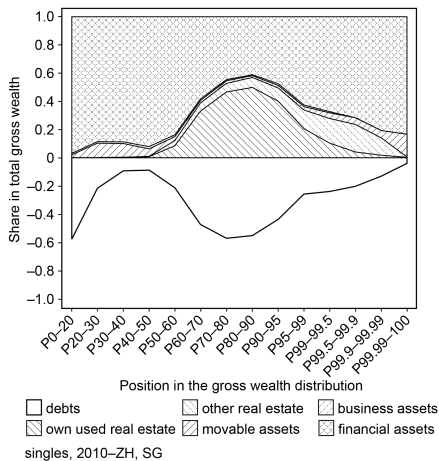 Share in total gross wealth
1.0
0.8
0.6
0.4
0.2
0
−0.2
−0.4
−0.6
−0.8
−1.0
P0–20
P20–30
P30–40
P40–50
P50–60
P60–70
P70–80
P80–90
P90–95
P95–99
P99–99.5
P99.5–99.9
P99.9–99.99
P99.99–100
Position in the gross wealth distribution
debts other real estate business assets
own used real estate movable assets financial assets
singles, 2010–ZH, SG